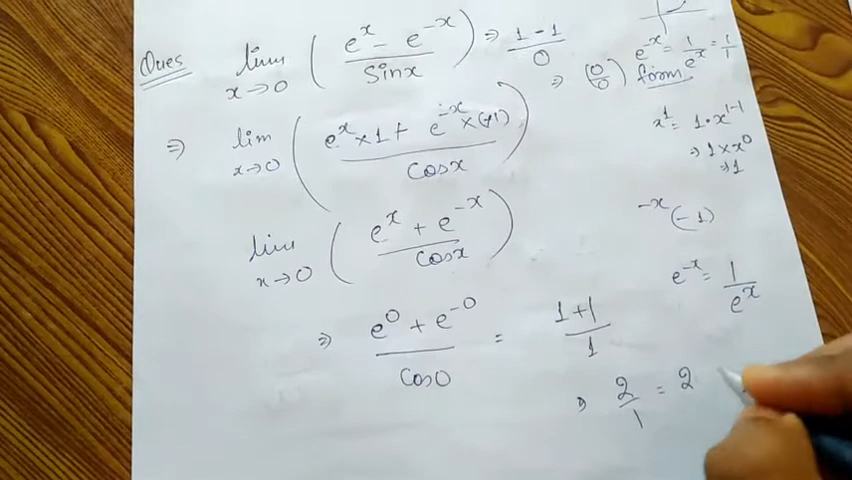 Ques lim x→0 ( (e^x - e^-x) / Sinx ) ⇒ (1-1) / 0
e^-x = 1/e^x = 1/1
⇒ (0/0) form
⇒ lim x→0 ( (e^x ×1 + e^-x ×(+1)) / Cosx )
x^1 = 1·x^1-1
⇒ 1×x^0
⇒ 1
lim x→0 ( (e^x + e^-x) / Cosx )
-x (-1)
e^-x = 1/e^x
⇒ (e^0 + e^-0) / Cos0 = (1+1) / 1
⇒ 2/1 = 2